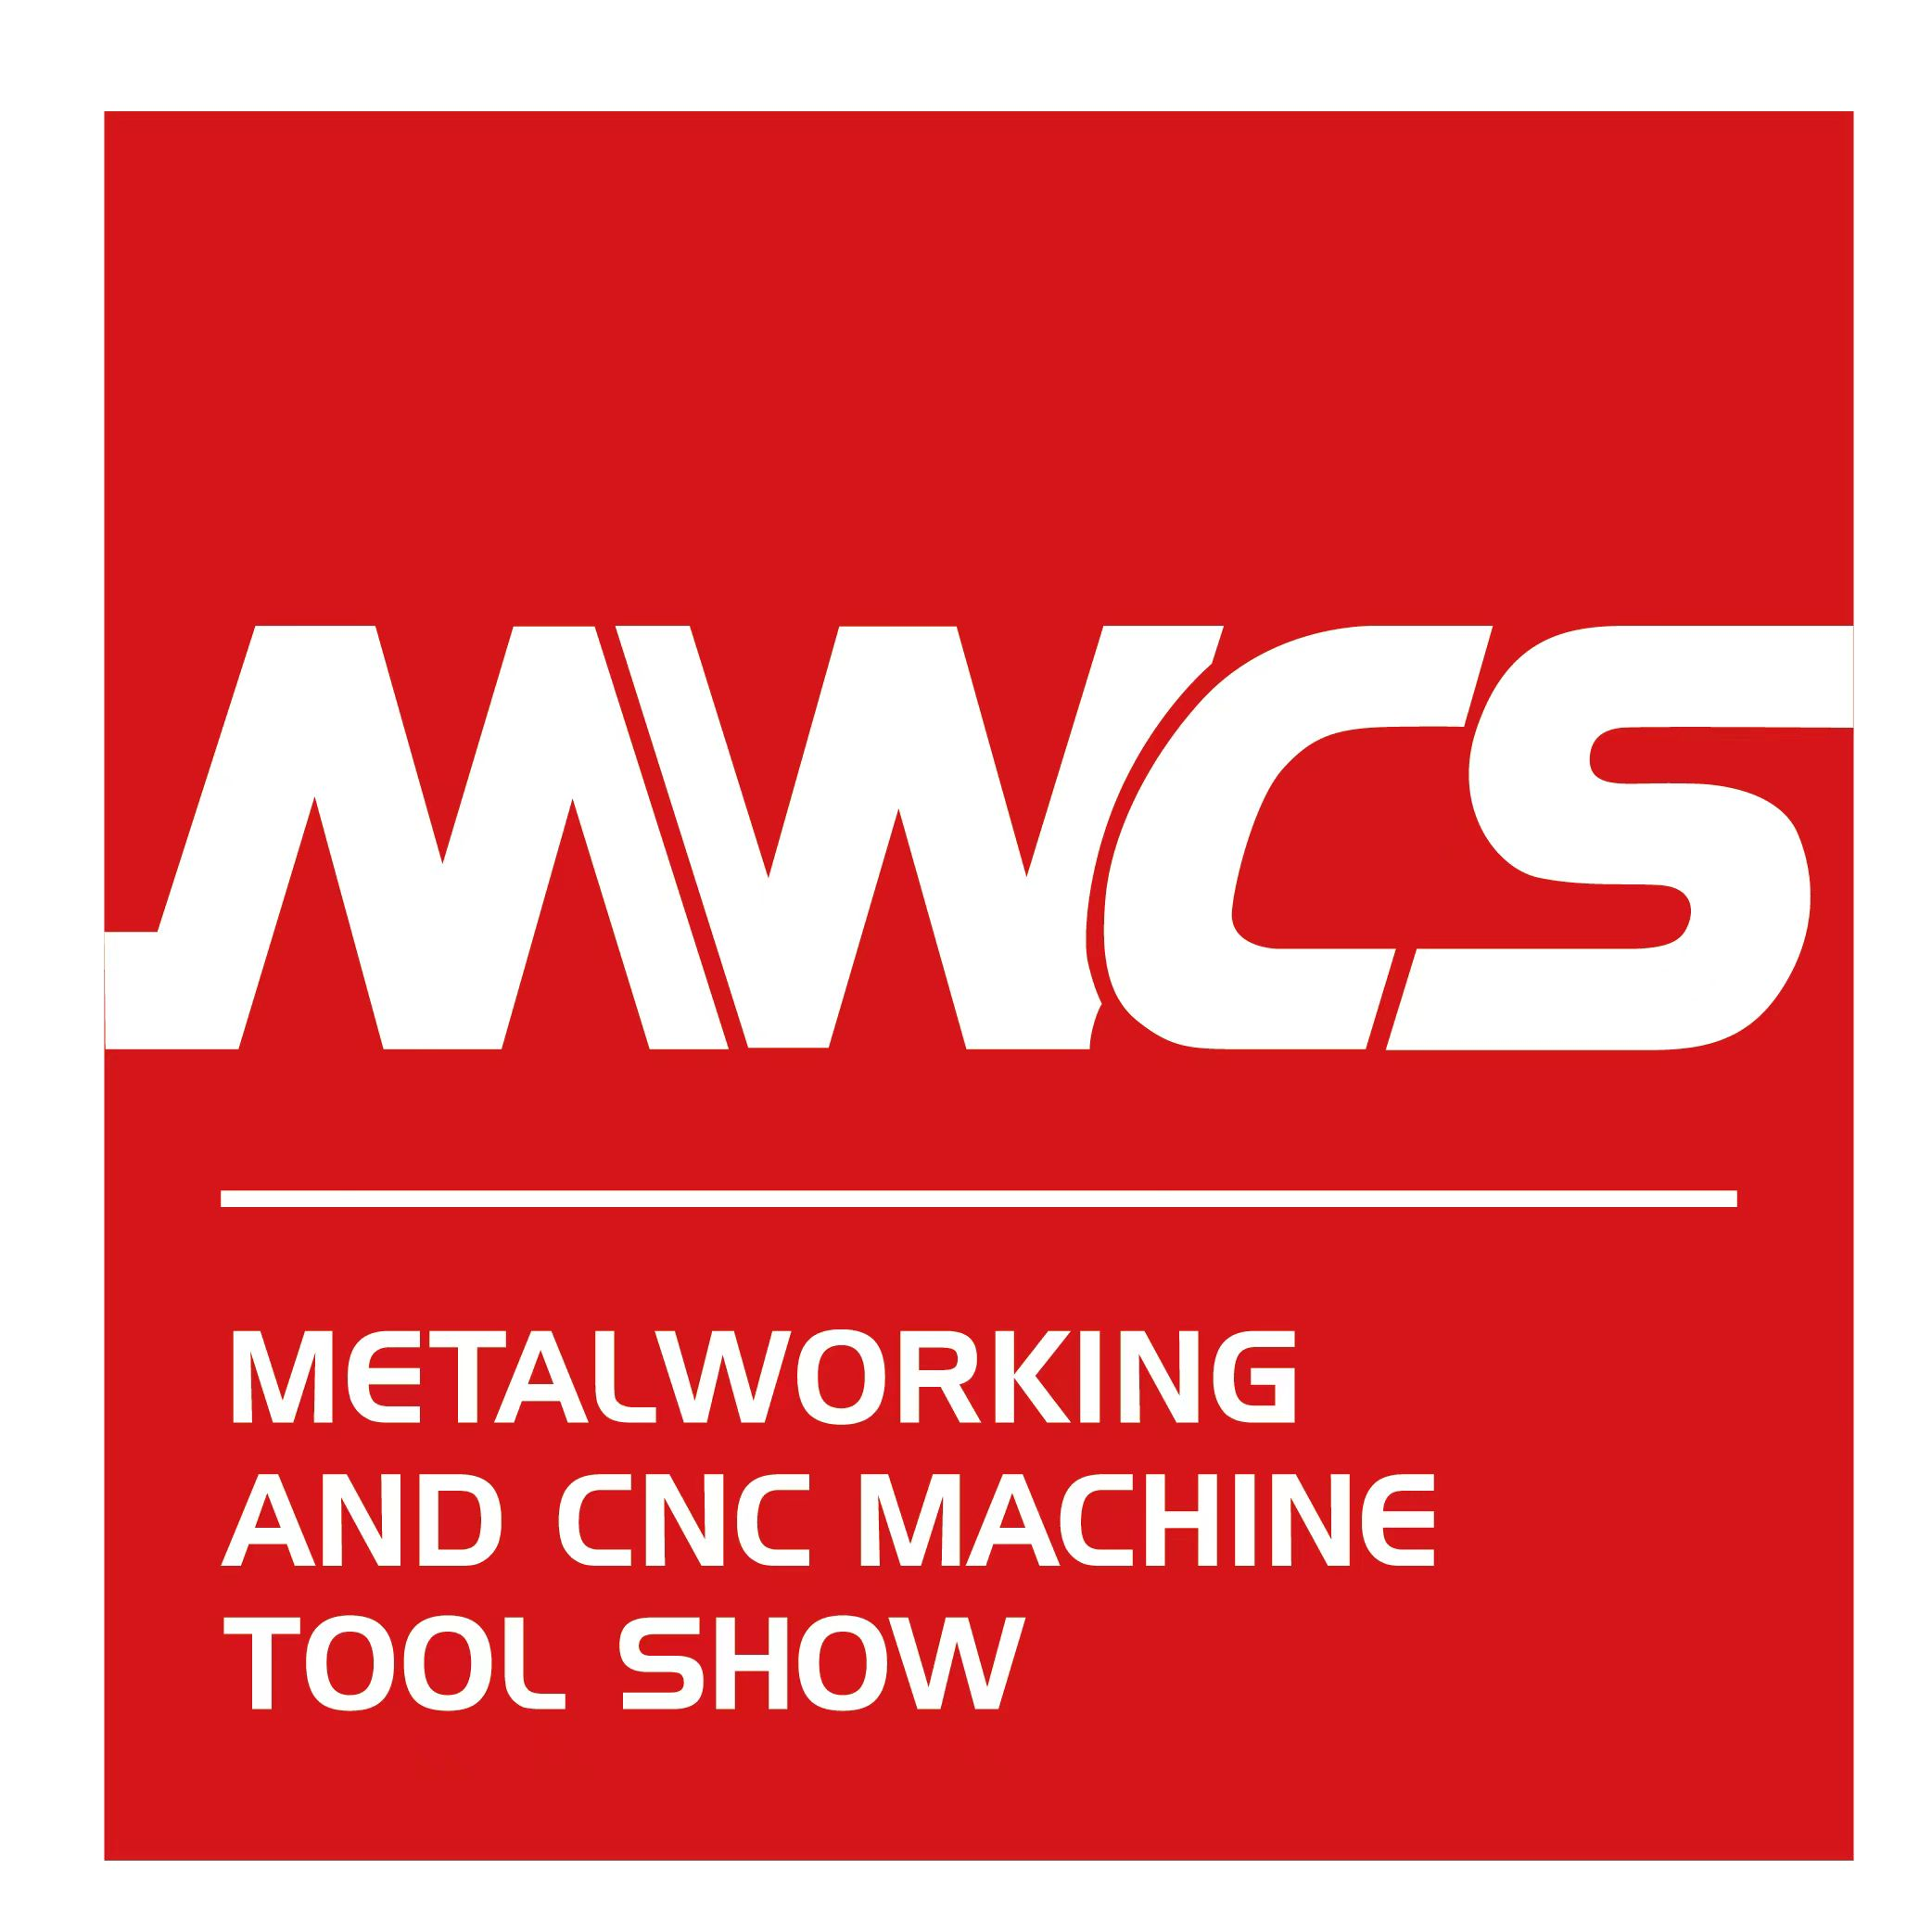 MWCS
METALWORKING
AND CNC MACHINE
TOOL SHOW